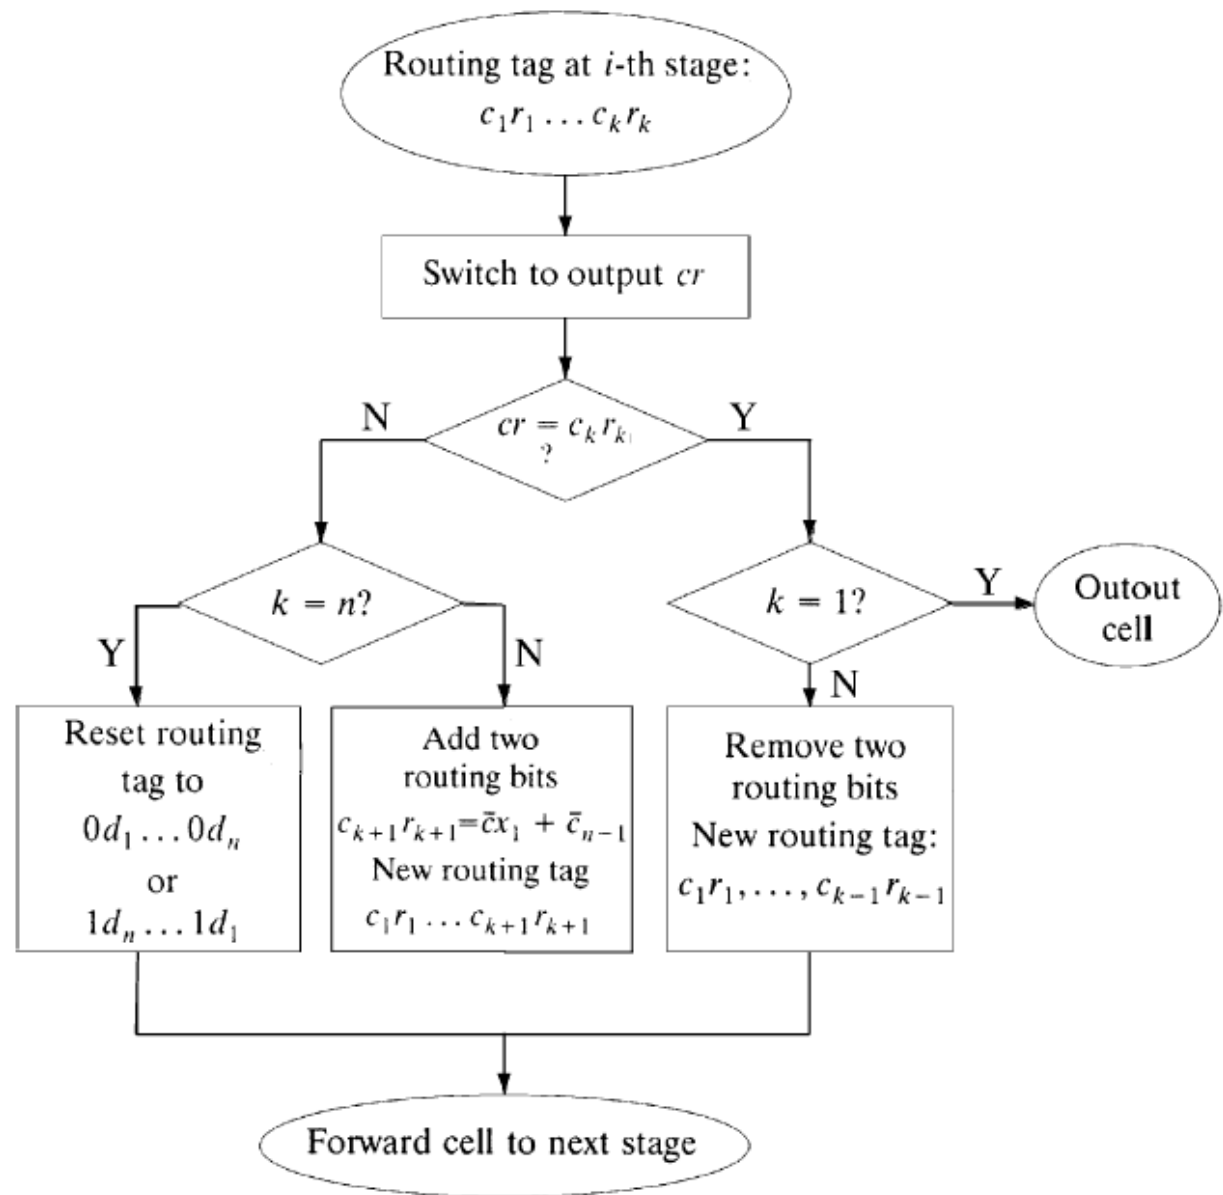 Routing tag at i-th stage:
c₁r₁ . . . cₖrₖ
Switch to output cr
N
cr = cₖrₖ
?
Y
k = n?
k = 1?
Y
Outout
cell
Y
N
N
Reset routing
tag to
0d₁ . . . 0dₙ
or
1dₙ . . . 1d₁
Add two
routing bits
cₖ₊₁rₖ₊₁=c̄x₁ + c̄ₙ₋₁
New routing tag
c₁r₁ . . . cₖ₊₁rₖ₊₁
Remove two
routing bits
New routing tag:
c₁r₁, . . . , cₖ₋₁rₖ₋₁
Forward cell to next stage